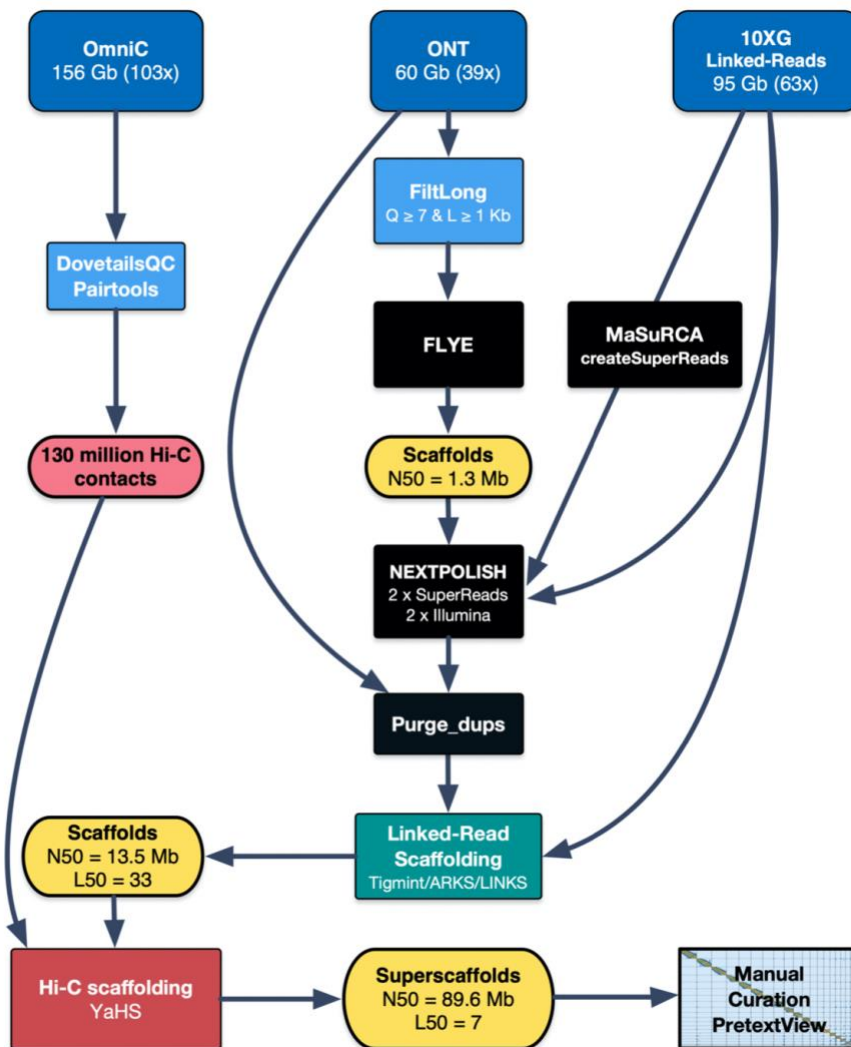 OmniC
156 Gb (103x)
ONT
60 Gb (39x)
10XG
Linked-Reads
95 Gb (63x)
FiltLong
Q ≥ 7 & L ≥ 1 Kb
DovetailsQC
Pairtools
FLYE
MaSuRCA
createSuperReads
130 million Hi-C
contacts
Scaffolds
N50 = 1.3 Mb
NEXTPOLISH
2 x SuperReads
2 x Illumina
Purge_dups
Scaffolds
N50 = 13.5 Mb
L50 = 33
Linked-Read
Scaffolding
Tigmint/ARKS/LINKS
Hi-C scaffolding
YaHS
Superscaffolds
N50 = 89.6 Mb
L50 = 7
Manual
Curation
PretextView